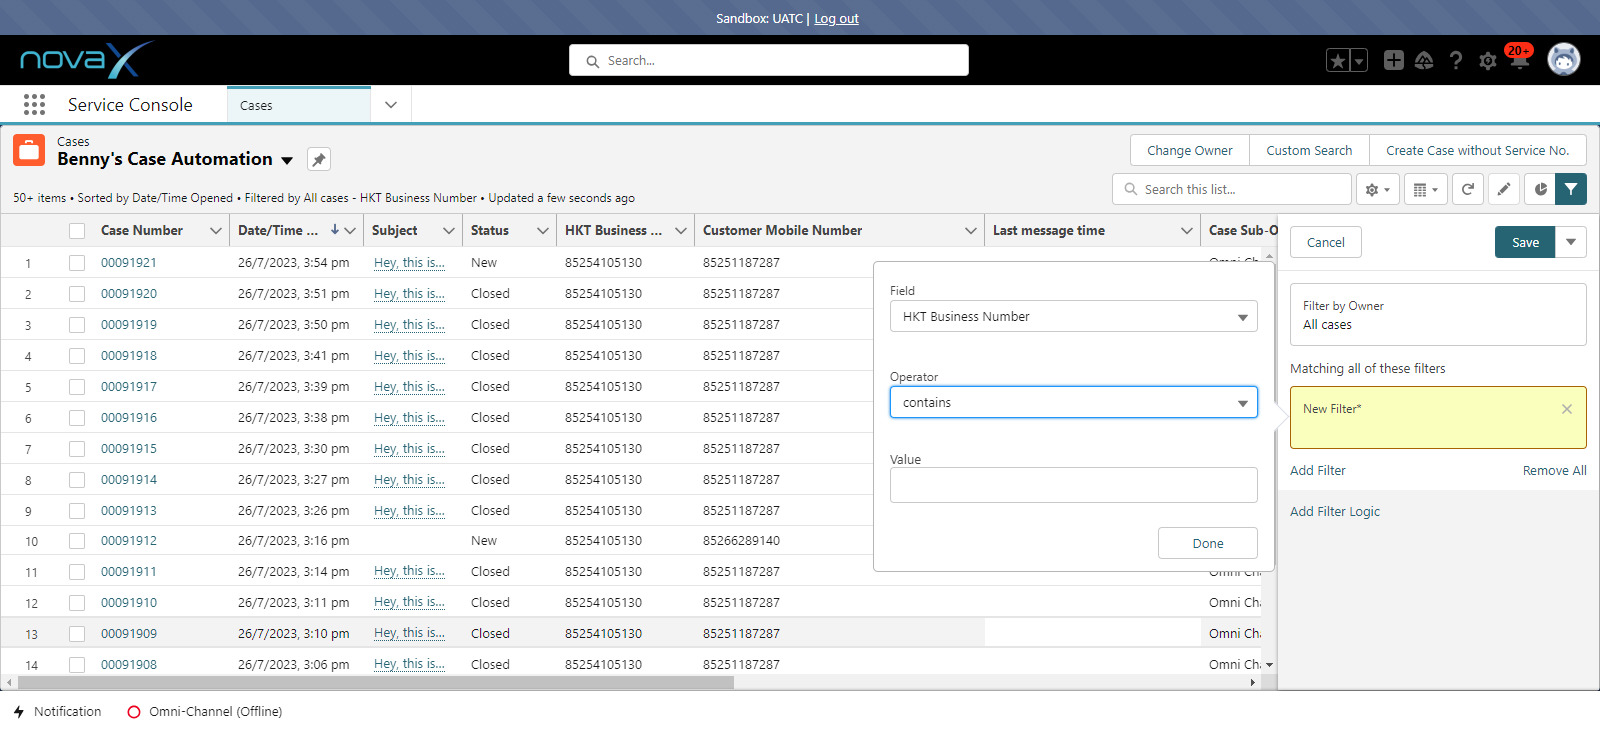 Sandbox: UATC | Log out
novaX
Search...
20+
Service Console
Cases
Cases
Benny's Case Automation
Change Owner
Custom Search
Create Case without Service No.
50+ items • Sorted by Date/Time Opened • Filtered by All cases - HKT Business Number • Updated a few seconds ago
Search this list...
Case Number Date/Time ... Subject Status HKT Business ... Customer Mobile Number Last message time Case Sub-O
1 00091921 26/7/2023, 3:54 pm Hey, this is... New 85254105130 85251187287
2 00091920 26/7/2023, 3:51 pm Hey, this is... Closed 85254105130 85251187287
3 00091919 26/7/2023, 3:50 pm Hey, this is... Closed 85254105130 85251187287
4 00091918 26/7/2023, 3:41 pm Hey, this is... Closed 85254105130 85251187287
5 00091917 26/7/2023, 3:39 pm Hey, this is... Closed 85254105130 85251187287
6 00091916 26/7/2023, 3:38 pm Hey, this is... Closed 85254105130 85251187287
7 00091915 26/7/2023, 3:30 pm Hey, this is... Closed 85254105130 85251187287
8 00091914 26/7/2023, 3:27 pm Hey, this is... Closed 85254105130 85251187287
9 00091913 26/7/2023, 3:26 pm Hey, this is... Closed 85254105130 85251187287
10 00091912 26/7/2023, 3:16 pm New 85254105130 85266289140
11 00091911 26/7/2023, 3:14 pm Hey, this is... Closed 85254105130 85251187287
12 00091910 26/7/2023, 3:11 pm Hey, this is... Closed 85254105130 85251187287 Omni Cha
13 00091909 26/7/2023, 3:10 pm Hey, this is... Closed 85254105130 85251187287 Omni Cha
14 00091908 26/7/2023, 3:06 pm Hey, this is... Closed 85254105130 85251187287 Omni Cha
Field
HKT Business Number
Operator
contains
Value
Done
Cancel
Save
Filter by Owner
All cases
Matching all of these filters
New Filter*
Add Filter
Remove All
Add Filter Logic
Notification
Omni-Channel (Offline)